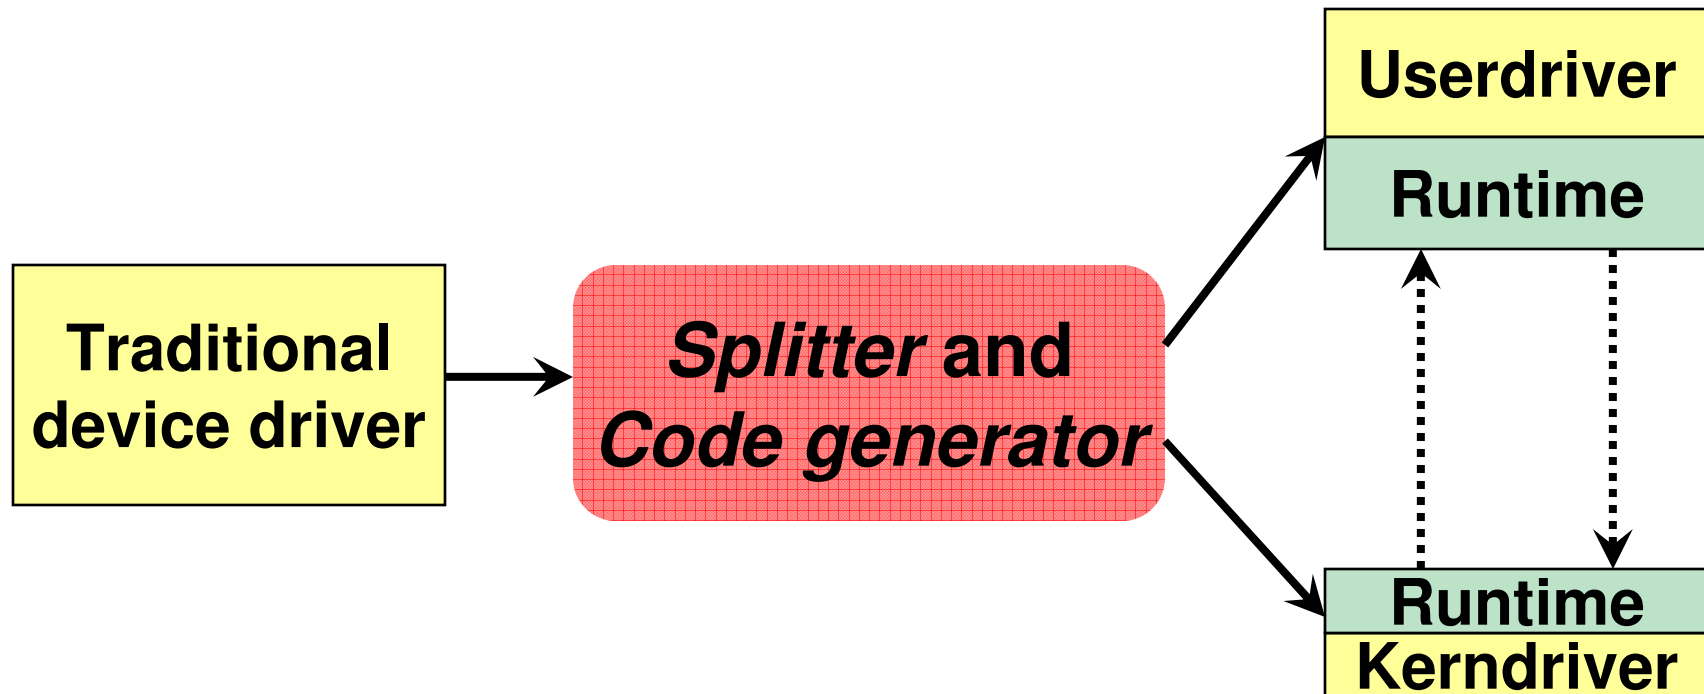 Traditional
device driver
Splitter and
Code generator
Userdriver
Runtime
Runtime
Kerndriver